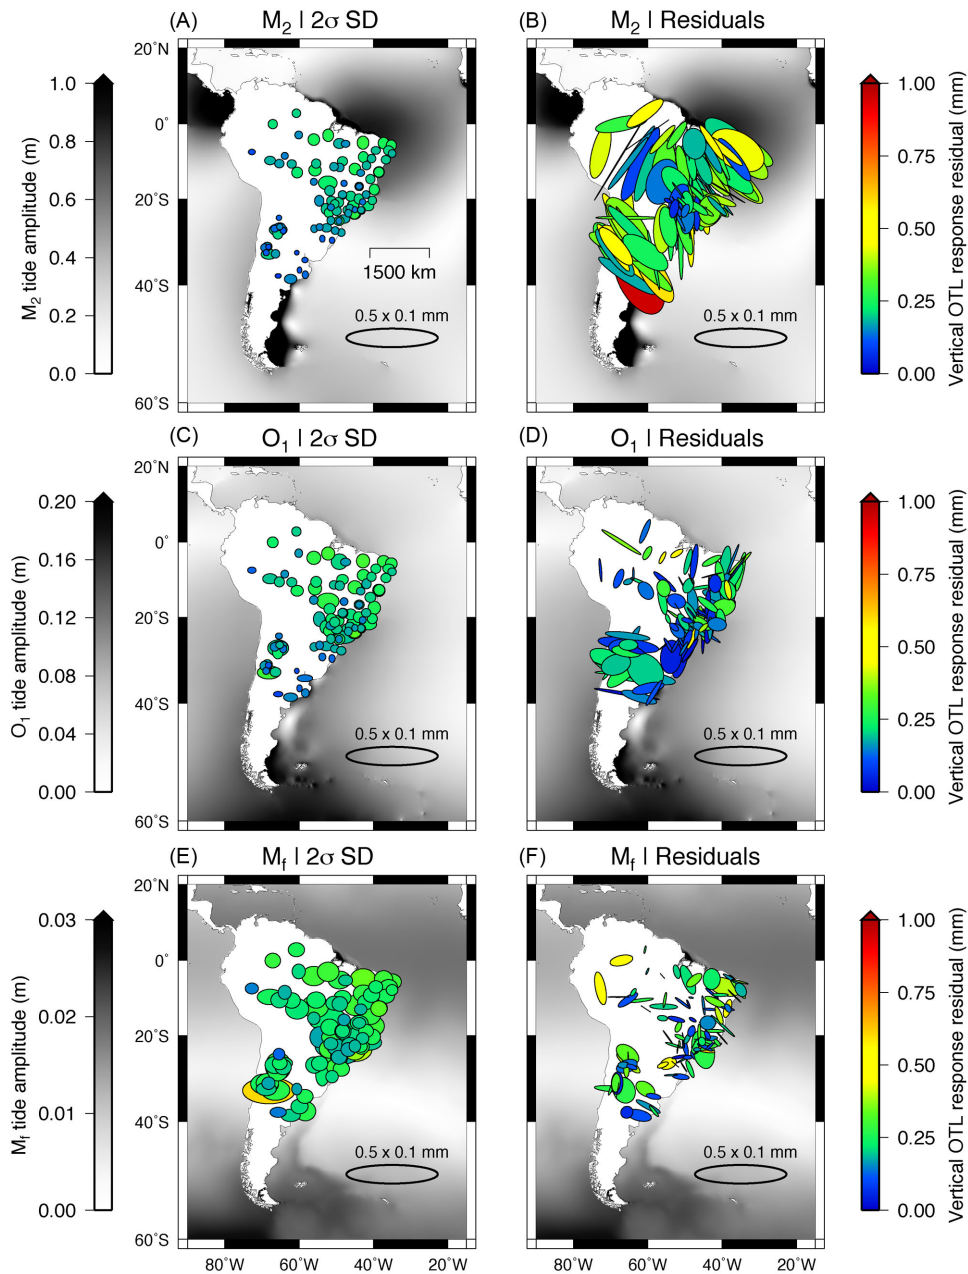 (A) M₂ | 2σ SD
(B) M₂ | Residuals
20˚N
0˚
20˚S
40˚S
60˚S
1.0
0.8
0.6
0.4
0.2
0.0
M₂ tide amplitude (m)
1500 km
0.5 x 0.1 mm
0.5 x 0.1 mm
1.00
0.75
0.50
0.25
0.00
Vertical OTL response residual (mm)
(C) O₁ | 2σ SD
(D) O₁ | Residuals
20˚N
0˚
20˚S
40˚S
60˚S
0.20
0.16
0.12
0.08
0.04
0.00
O₁ tide amplitude (m)
0.5 x 0.1 mm
0.5 x 0.1 mm
1.00
0.75
0.50
0.25
0.00
Vertical OTL response residual (mm)
(E) M_f | 2σ SD
(F) M_f | Residuals
20˚N
0˚
20˚S
40˚S
60˚S
0.03
0.02
0.01
0.00
M_f tide amplitude (m)
0.5 x 0.1 mm
0.5 x 0.1 mm
1.00
0.75
0.50
0.25
0.00
Vertical OTL response residual (mm)
80˚W 60˚W 40˚W 20˚W
80˚W 60˚W 40˚W 20˚W